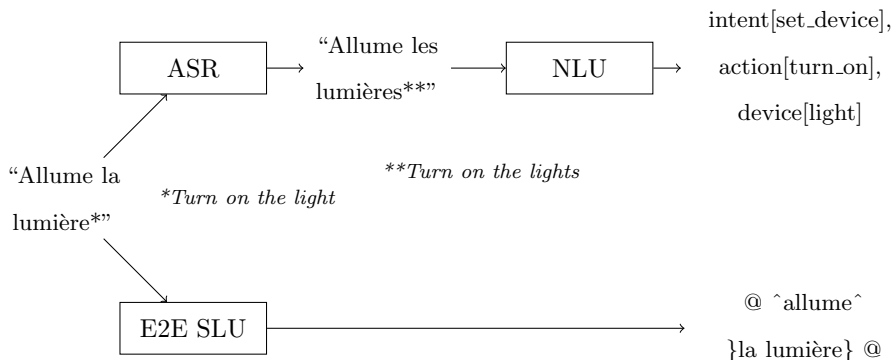 ASR
“Allume les
lumières**”
NLU
intent[set_device],
action[turn_on],
device[light]
“Allume la
lumière*”
*Turn on the light
**Turn on the lights
E2E SLU
@ ˆallumeˆ
}la lumière} @